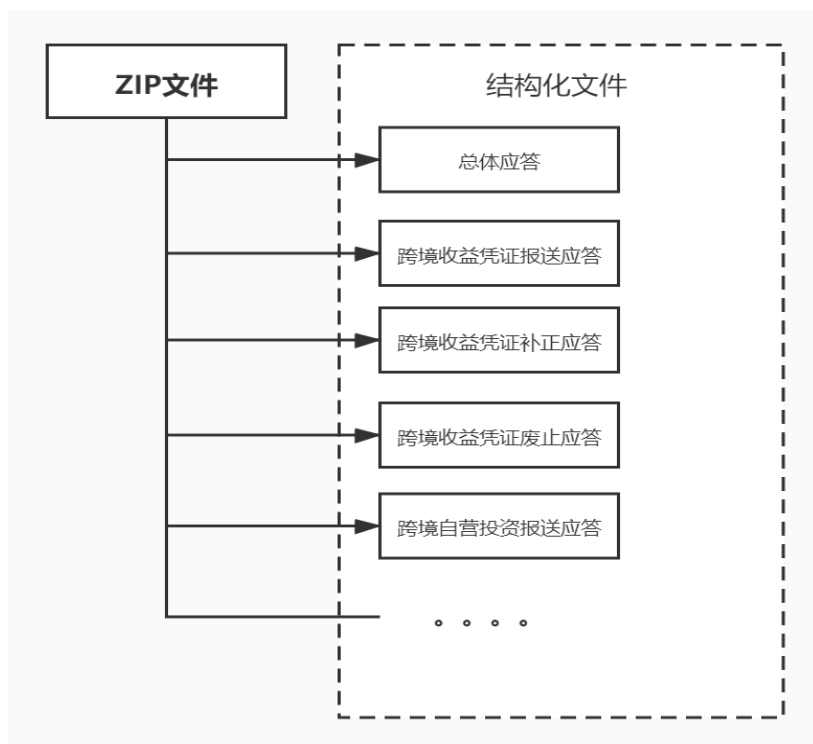 ZIP文件
结构化文件
总体应答
跨境收益凭证报送应答
跨境收益凭证补正应答
跨境收益凭证废止应答
跨境自营投资报送应答
。。。。